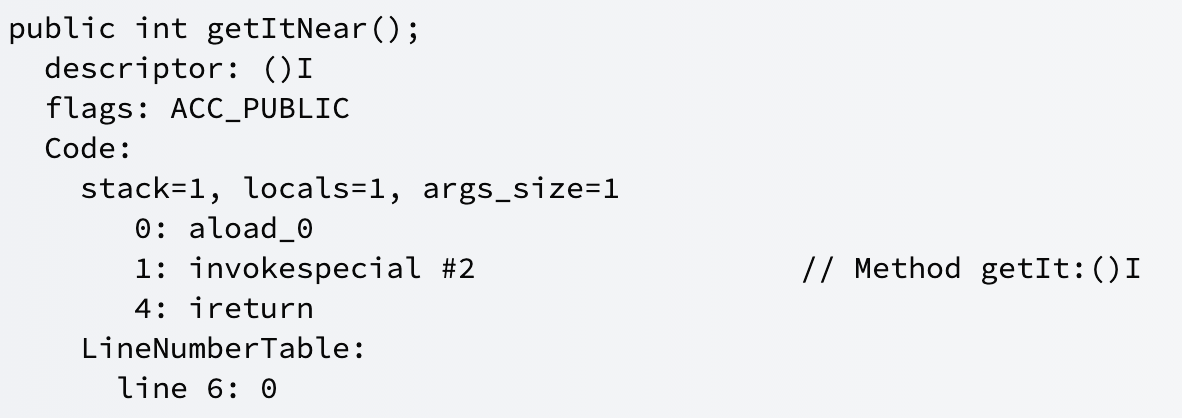 public int getItNear();
  descriptor: ()I
  flags: ACC_PUBLIC
  Code:
    stack=1, locals=1, args_size=1
       0: aload_0
       1: invokespecial #2                  // Method getIt:()I
       4: ireturn
    LineNumberTable:
      line 6: 0